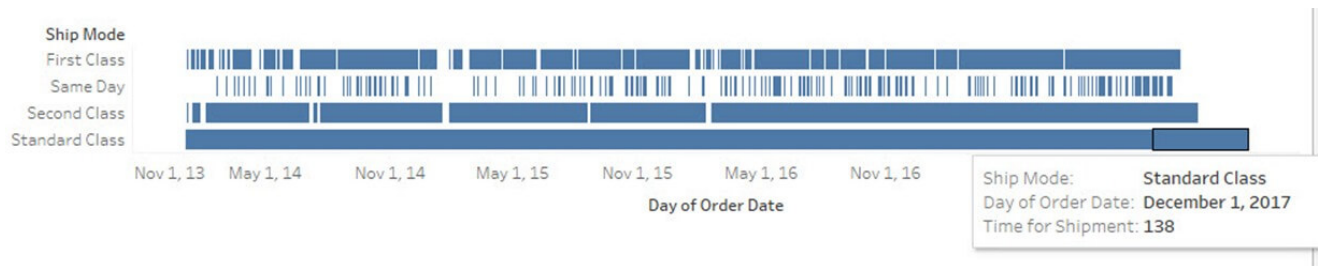 Ship Mode
First Class
Same Day
Second Class
Standard Class
Nov 1, 13 May 1, 14 Nov 1, 14 May 1, 15 Nov 1, 15 May 1, 16 Nov 1, 16
Day of Order Date
Ship Mode: Standard Class
Day of Order Date: December 1, 2017
Time for Shipment: 138